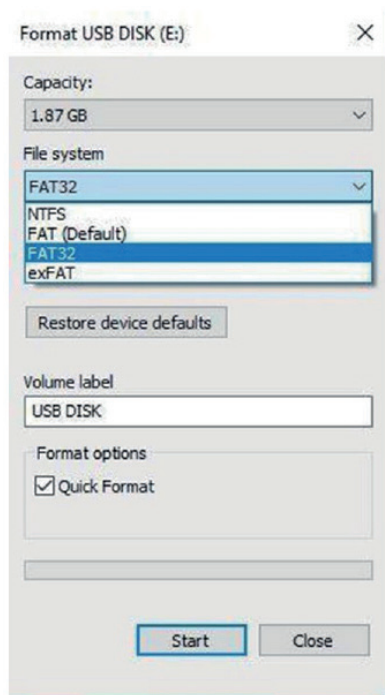 Format USB DISK (E:)
Capacity:
1.87 GB
File system
FAT32
NTFS
FAT (Default)
FAT32
exFAT
Restore device defaults
Volume label
USB DISK
Format options
Quick Format
Start Close